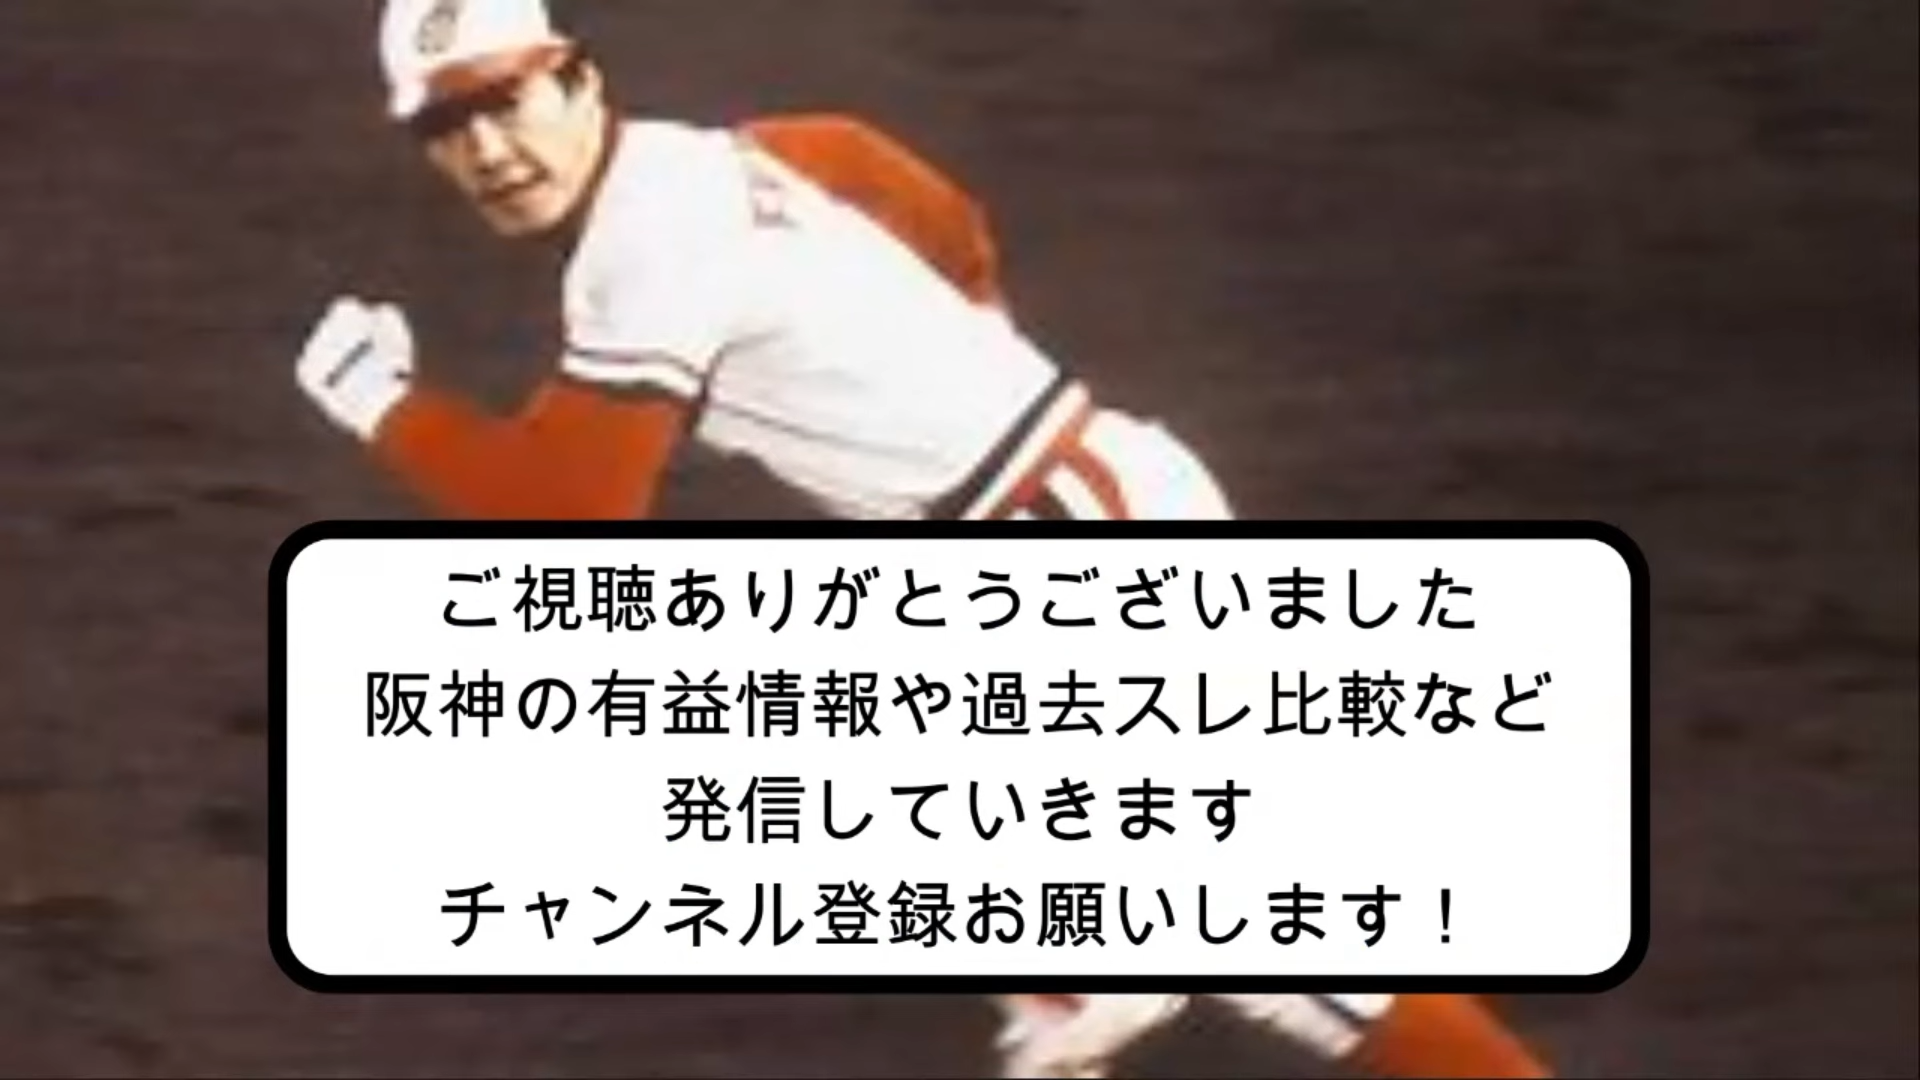 ご視聴ありがとうございました
阪神の有益情報や過去スレ比較など
発信していきます
チャンネル登録お願いします！